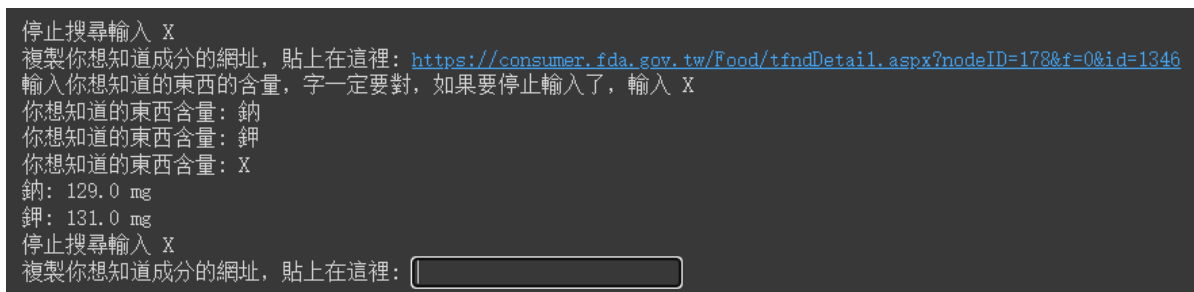 停止搜尋輸入 X
複製你想知道成分的網址, 貼上在這裡: https://consumer.fda.gov.tw/Food/tfndDetail.aspx?nodeID=178&f=0&id=1346
輸入你想知道的東西的含量, 字一定要對, 如果要停止輸入了, 輸入 X
你想知道的東西含量: 鈉
你想知道的東西含量: 鉀
你想知道的東西含量: X
鈉: 129.0 mg
鉀: 131.0 mg
停止搜尋輸入 X
複製你想知道成分的網址, 貼上在這裡: